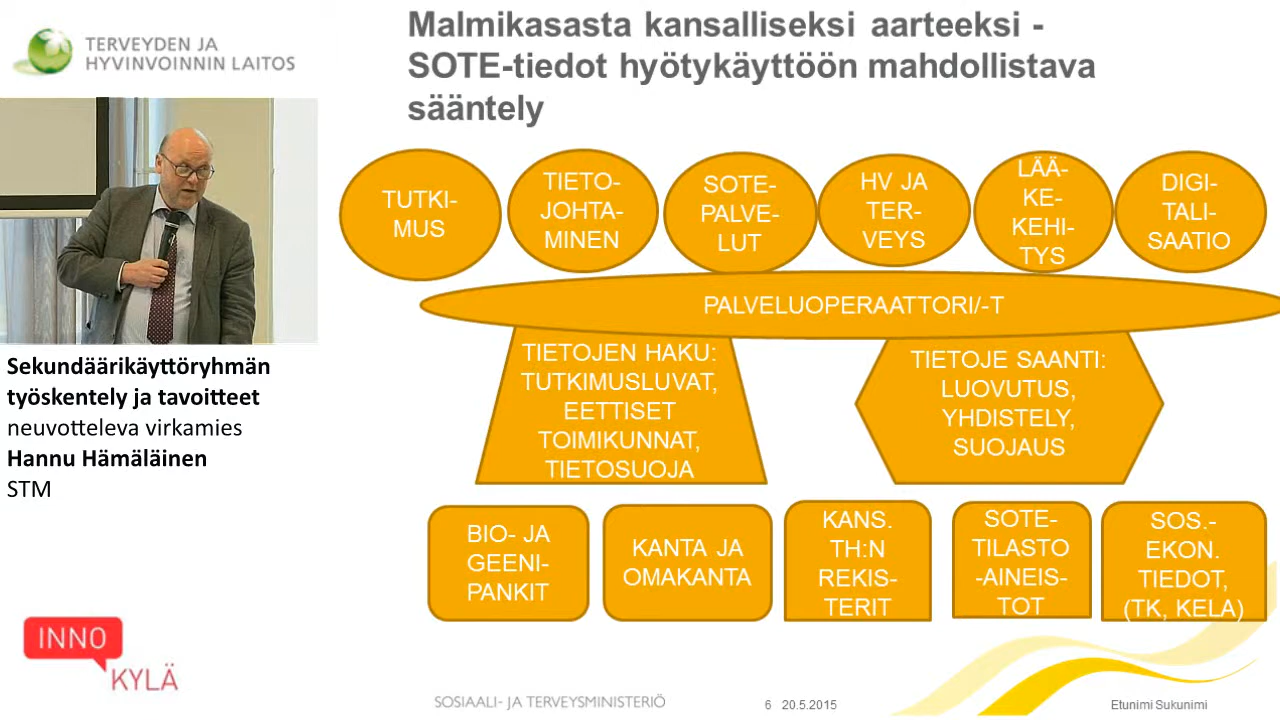 TERVEYDEN JA
HYVINVOINNIN LAITOS
Malmikasasta kansalliseksi aarteeksi -
SOTE-tiedot hyötykäyttöön mahdollistava
sääntely
TUTKI-
MUS
TIETO-
JOHTA-
MINEN
SOTE-
PALVE-
LUT
HV JA
TER-
VEYS
LÄÄ-
KE-
KEHI-
TYS
DIGI-
TALI-
SAATIO
PALVELUOPERAATTORI/-T
TIETOJEN HAKU:
TUTKIMUSLUVAT,
EETTISET
TOIMIKUNNAT,
TIETOSUOJA
TIETOJE SAANTI:
LUOVUTUS,
YHDISTELY,
SUOJAUS
BIO- JA
GEENI-
PANKIT
KANTA JA
OMAKANTA
KANS.
TH:N
REKIS-
TERIT
SOTE-
TILASTO
-AINEIS-
TOT
SOS.-
EKON.
TIEDOT,
(TK, KELA)
Sekundäärikäyttöryhmän
työskentely ja tavoitteet
neuvotteleva virkamies
Hannu Hämäläinen
STM
INNO
KYLÄ
SOSIAALI- JA TERVEYSMINISTERIÖ
6 20.5.2015
Etunimi Sukunimi